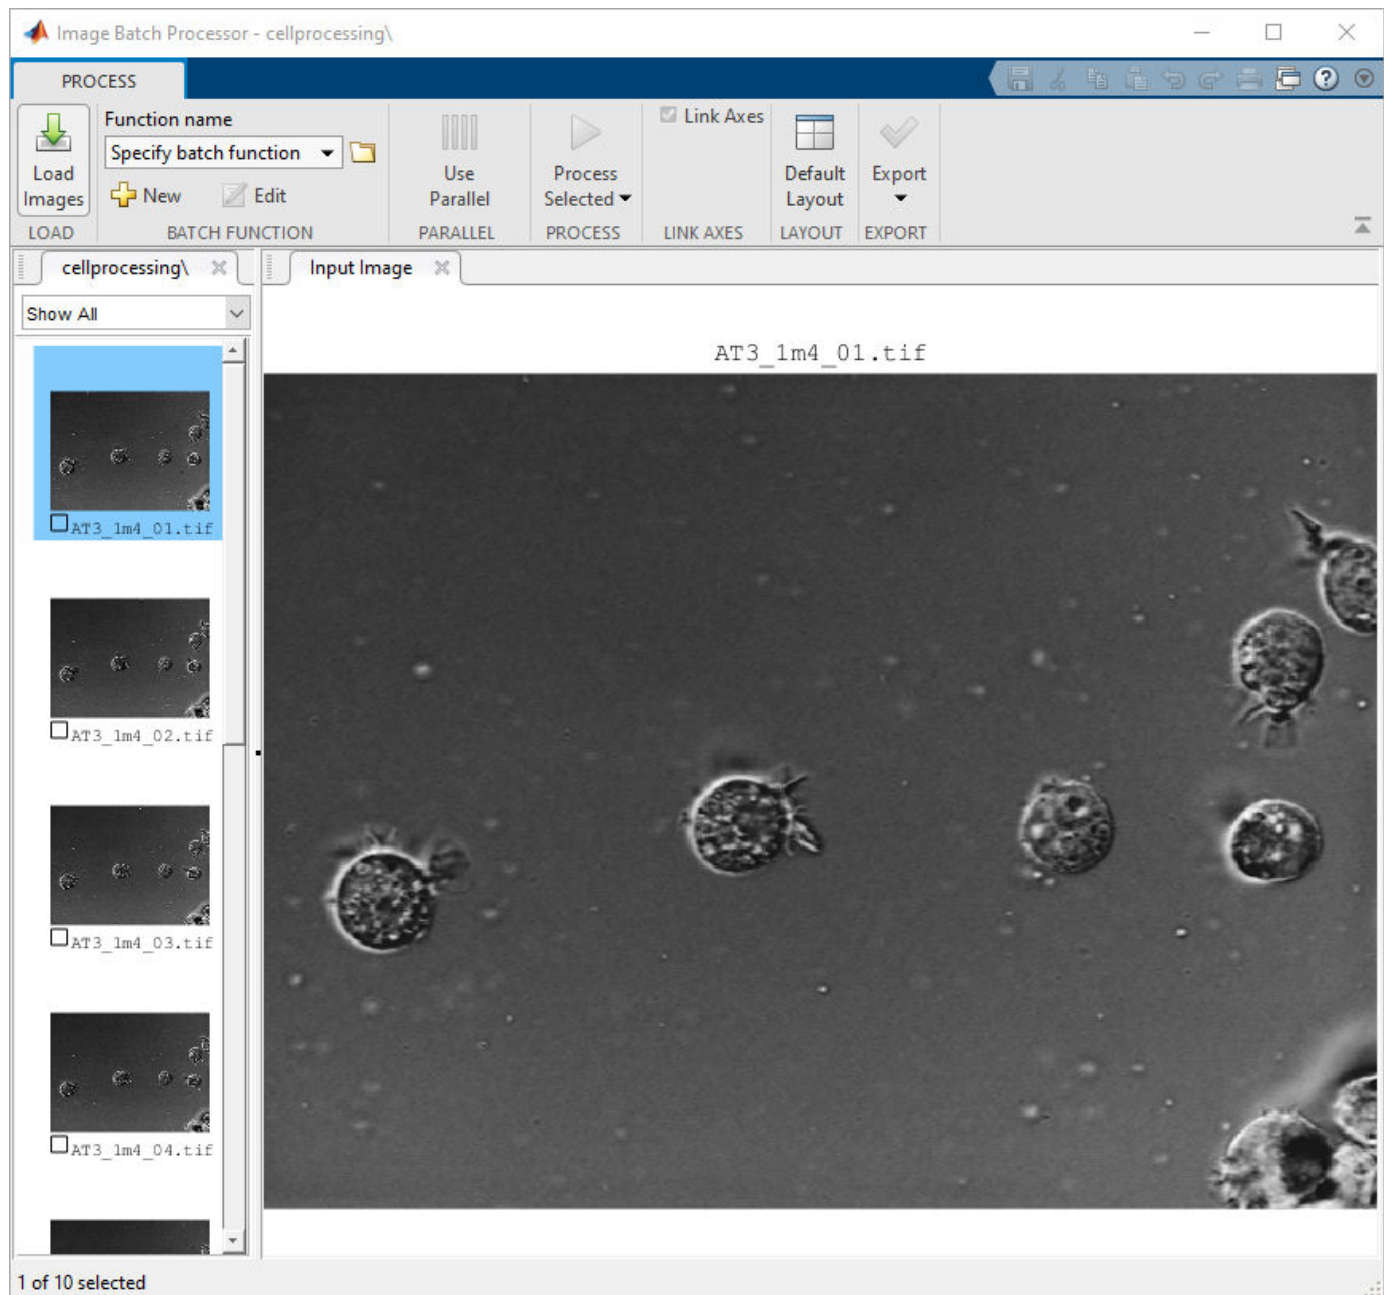 Image Batch Processor - cellprocessing\
PROCESS
Load Images
LOAD
Function name
Specify batch function
New
Edit
BATCH FUNCTION
Use Parallel
PARALLEL
Process Selected
PROCESS
Link Axes
LINK AXES
Default Layout
LAYOUT
Export
EXPORT
cellprocessing\
Input Image
Show All
AT3_1m4_01.tif
AT3_1m4_02.tif
AT3_1m4_03.tif
AT3_1m4_04.tif
AT3_1m4_01.tif
1 of 10 selected